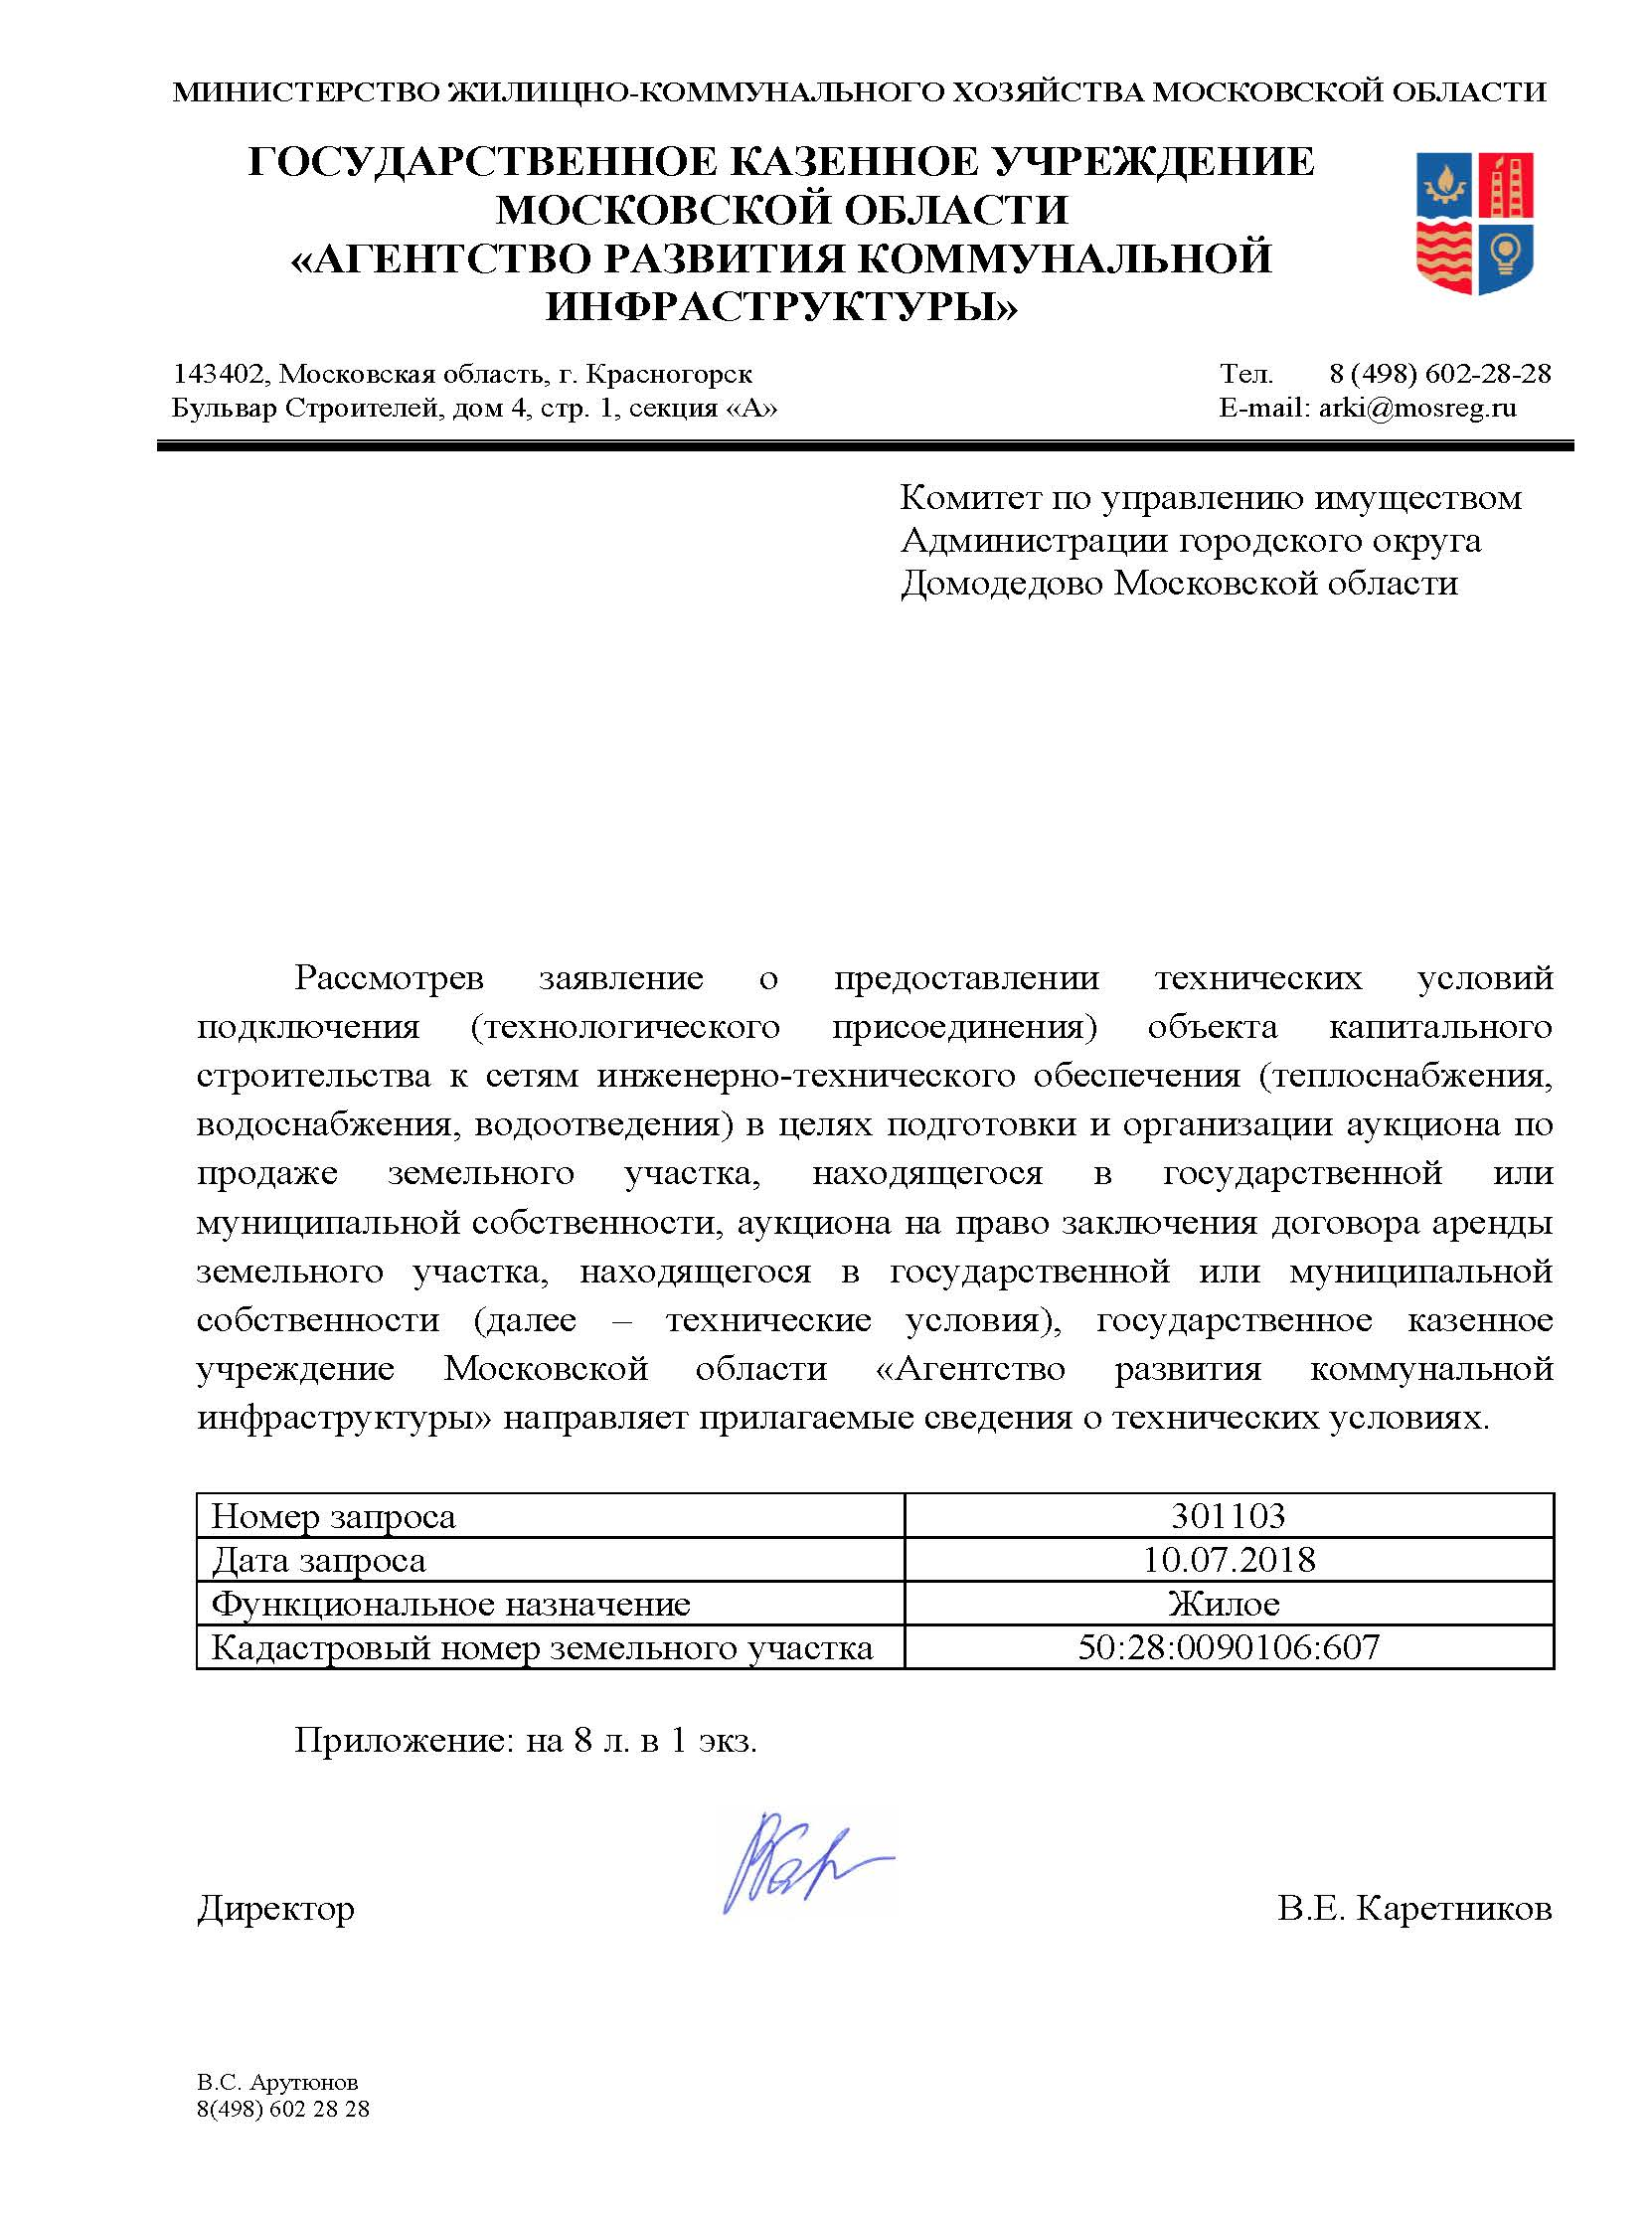 МИНИСТЕРСТВО ЖИЛИЩНО-КОММУНАЛЬНОГО ХОЗЯЙСТВА МОСКОВСКОЙ ОБЛАСТИ
ГОСУДАРСТВЕННОЕ КАЗЕННОЕ УЧРЕЖДЕНИЕ
МОСКОВСКОЙ ОБЛАСТИ
«АГЕНТСТВО РАЗВИТИЯ КОММУНАЛЬНОЙ
ИНФРАСТРУКТУРЫ»
143402, Московская область, г. Красногорск
Бульвар Строителей, дом 4, стр. 1, секция «А»
Тел. 8 (498) 602-28-28
E-mail: arki@mosreg.ru
Комитет по управлению имуществом
Администрации городского округа
Домодедово Московской области
Рассмотрев заявление о предоставлении технических условий
подключения (технологического присоединения) объекта капитального
строительства к сетям инженерно-технического обеспечения (теплоснабжения,
водоснабжения, водоотведения) в целях подготовки и организации аукциона по
продаже земельного участка, находящегося в государственной или
муниципальной собственности, аукциона на право заключения договора аренды
земельного участка, находящегося в государственной или муниципальной
собственности (далее – технические условия), государственное казенное
учреждение Московской области «Агентство развития коммунальной
инфраструктуры» направляет прилагаемые сведения о технических условиях.
Номер запроса 301103
Дата запроса 10.07.2018
Функциональное назначение Жилое
Кадастровый номер земельного участка 50:28:0090106:607
Приложение: на 8 л. в 1 экз.
Директор В.Е. Каретников
В.С. Арутюнов
8(498) 602 28 28